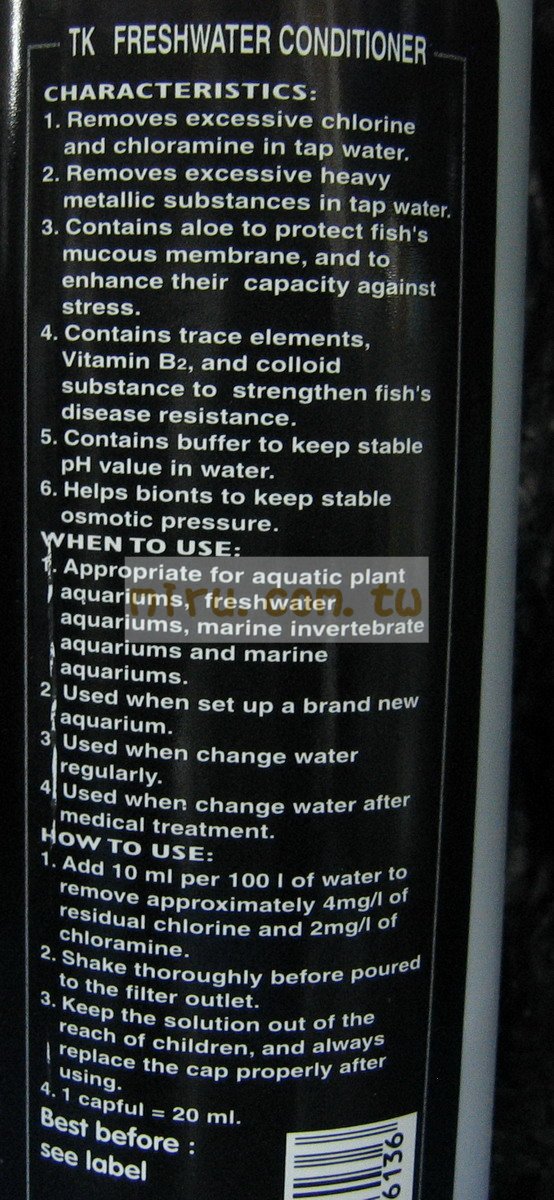 TK FRESHWATER CONDITIONER
CHARACTERISTICS:
1. Removes excessive chlorine
and chloramine in tap water.
2. Removes excessive heavy
metallic substances in tap water.
3. Contains aloe to protect fish's
mucous membrane, and to
enhance their capacity against
stress.
4. Contains trace elements,
Vitamin B2, and colloid
substance to strengthen fish's
disease resistance.
5. Contains buffer to keep stable
pH value in water.
6. Helps bionts to keep stable
osmotic pressure.
WHEN TO USE:
1. Appropriate for aquatic plant
aquariums, freshwater
miru.com.tw
aquariums, marine invertebrate
aquariums and marine
aquariums.
2. Used when set up a brand new
aquarium.
3. Used when change water
regularly.
4. Used when change water after
medical treatment.
HOW TO USE:
1. Add 10 ml per 100 l of water to
remove approximately 4mg/l of
residual chlorine and 2mg/l of
chloramine.
2. Shake thoroughly before poured
to the filter outlet.
3. Keep the solution out of the
reach of children, and always
replace the cap properly after
using.
4. 1 capful = 20 ml.
Best before :
see label
6136